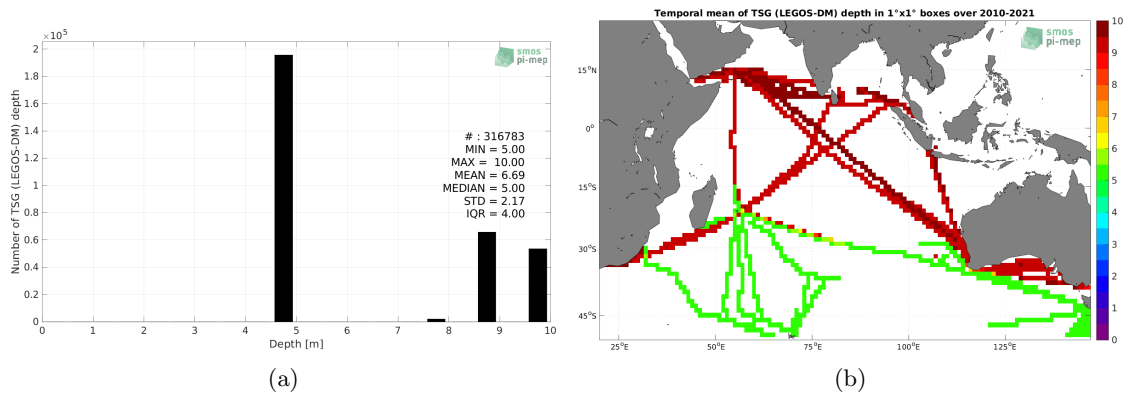 ×10⁵
smos
pi-mep
2
1.8
1.6
1.4
1.2
1
0.8
0.6
0.4
0.2
0
Number of TSG (LEGOS-DM) depth
# : 316783
MIN = 5.00
MAX = 10.00
MEAN = 6.69
MEDIAN = 5.00
STD = 2.17
IQR = 4.00
0 1 2 3 4 5 6 7 8 9 10
Depth [m]
(a)
Temporal mean of TSG (LEGOS-DM) depth in 1°x1° boxes over 2010-2021
smos
pi-mep
15°N
0°
15°S
30°S
45°S
25°E 50°E 75°E 100°E 125°E
10
9
8
7
6
5
4
3
2
1
0
(b)